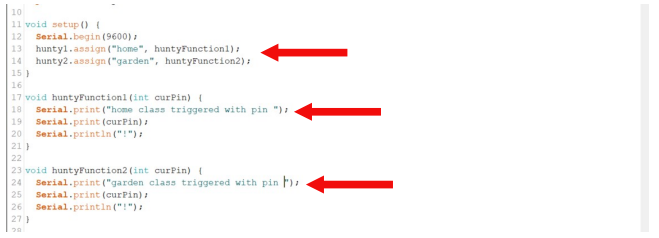 10
11 void setup() {
12 Serial.begin(9600);
13 hunty1.assign("home", huntyFunction1);
14 hunty2.assign("garden", huntyFunction2);
15 }
16
17 void huntyFunction1(int curPin) {
18 Serial.print("home class triggered with pin ");
19 Serial.print(curPin);
20 Serial.println("!");
21 }
22
23 void huntyFunction2(int curPin) {
24 Serial.print("garden class triggered with pin ");
25 Serial.print(curPin);
26 Serial.println("!");
27 }
28